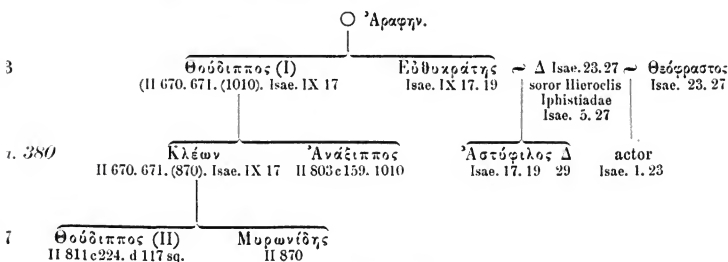 Ἀραφην.
3 Θούδιππος (I) Εὐθυκράτης ~ Δ Isae. 23. 27 ~ Θεόφραστος
(II 670. 671. (1010). Isae. IX 17 Isae. IX 17. 19 soror Hieroclis Isae. 23. 27
Iphistiadae
Isae. 5. 27
380 Κλέων Ἀνάξιππος Ἀστύφιλος Δ actor
II 670. 671. (870). Isae. IX 17 II 803 c 159. 1010 Isae. 17. 19 29 Isae. 1. 23
7 Θούδιππος (II) Μυρωνίδης
II 811 c 224. d 117 sq. II 870